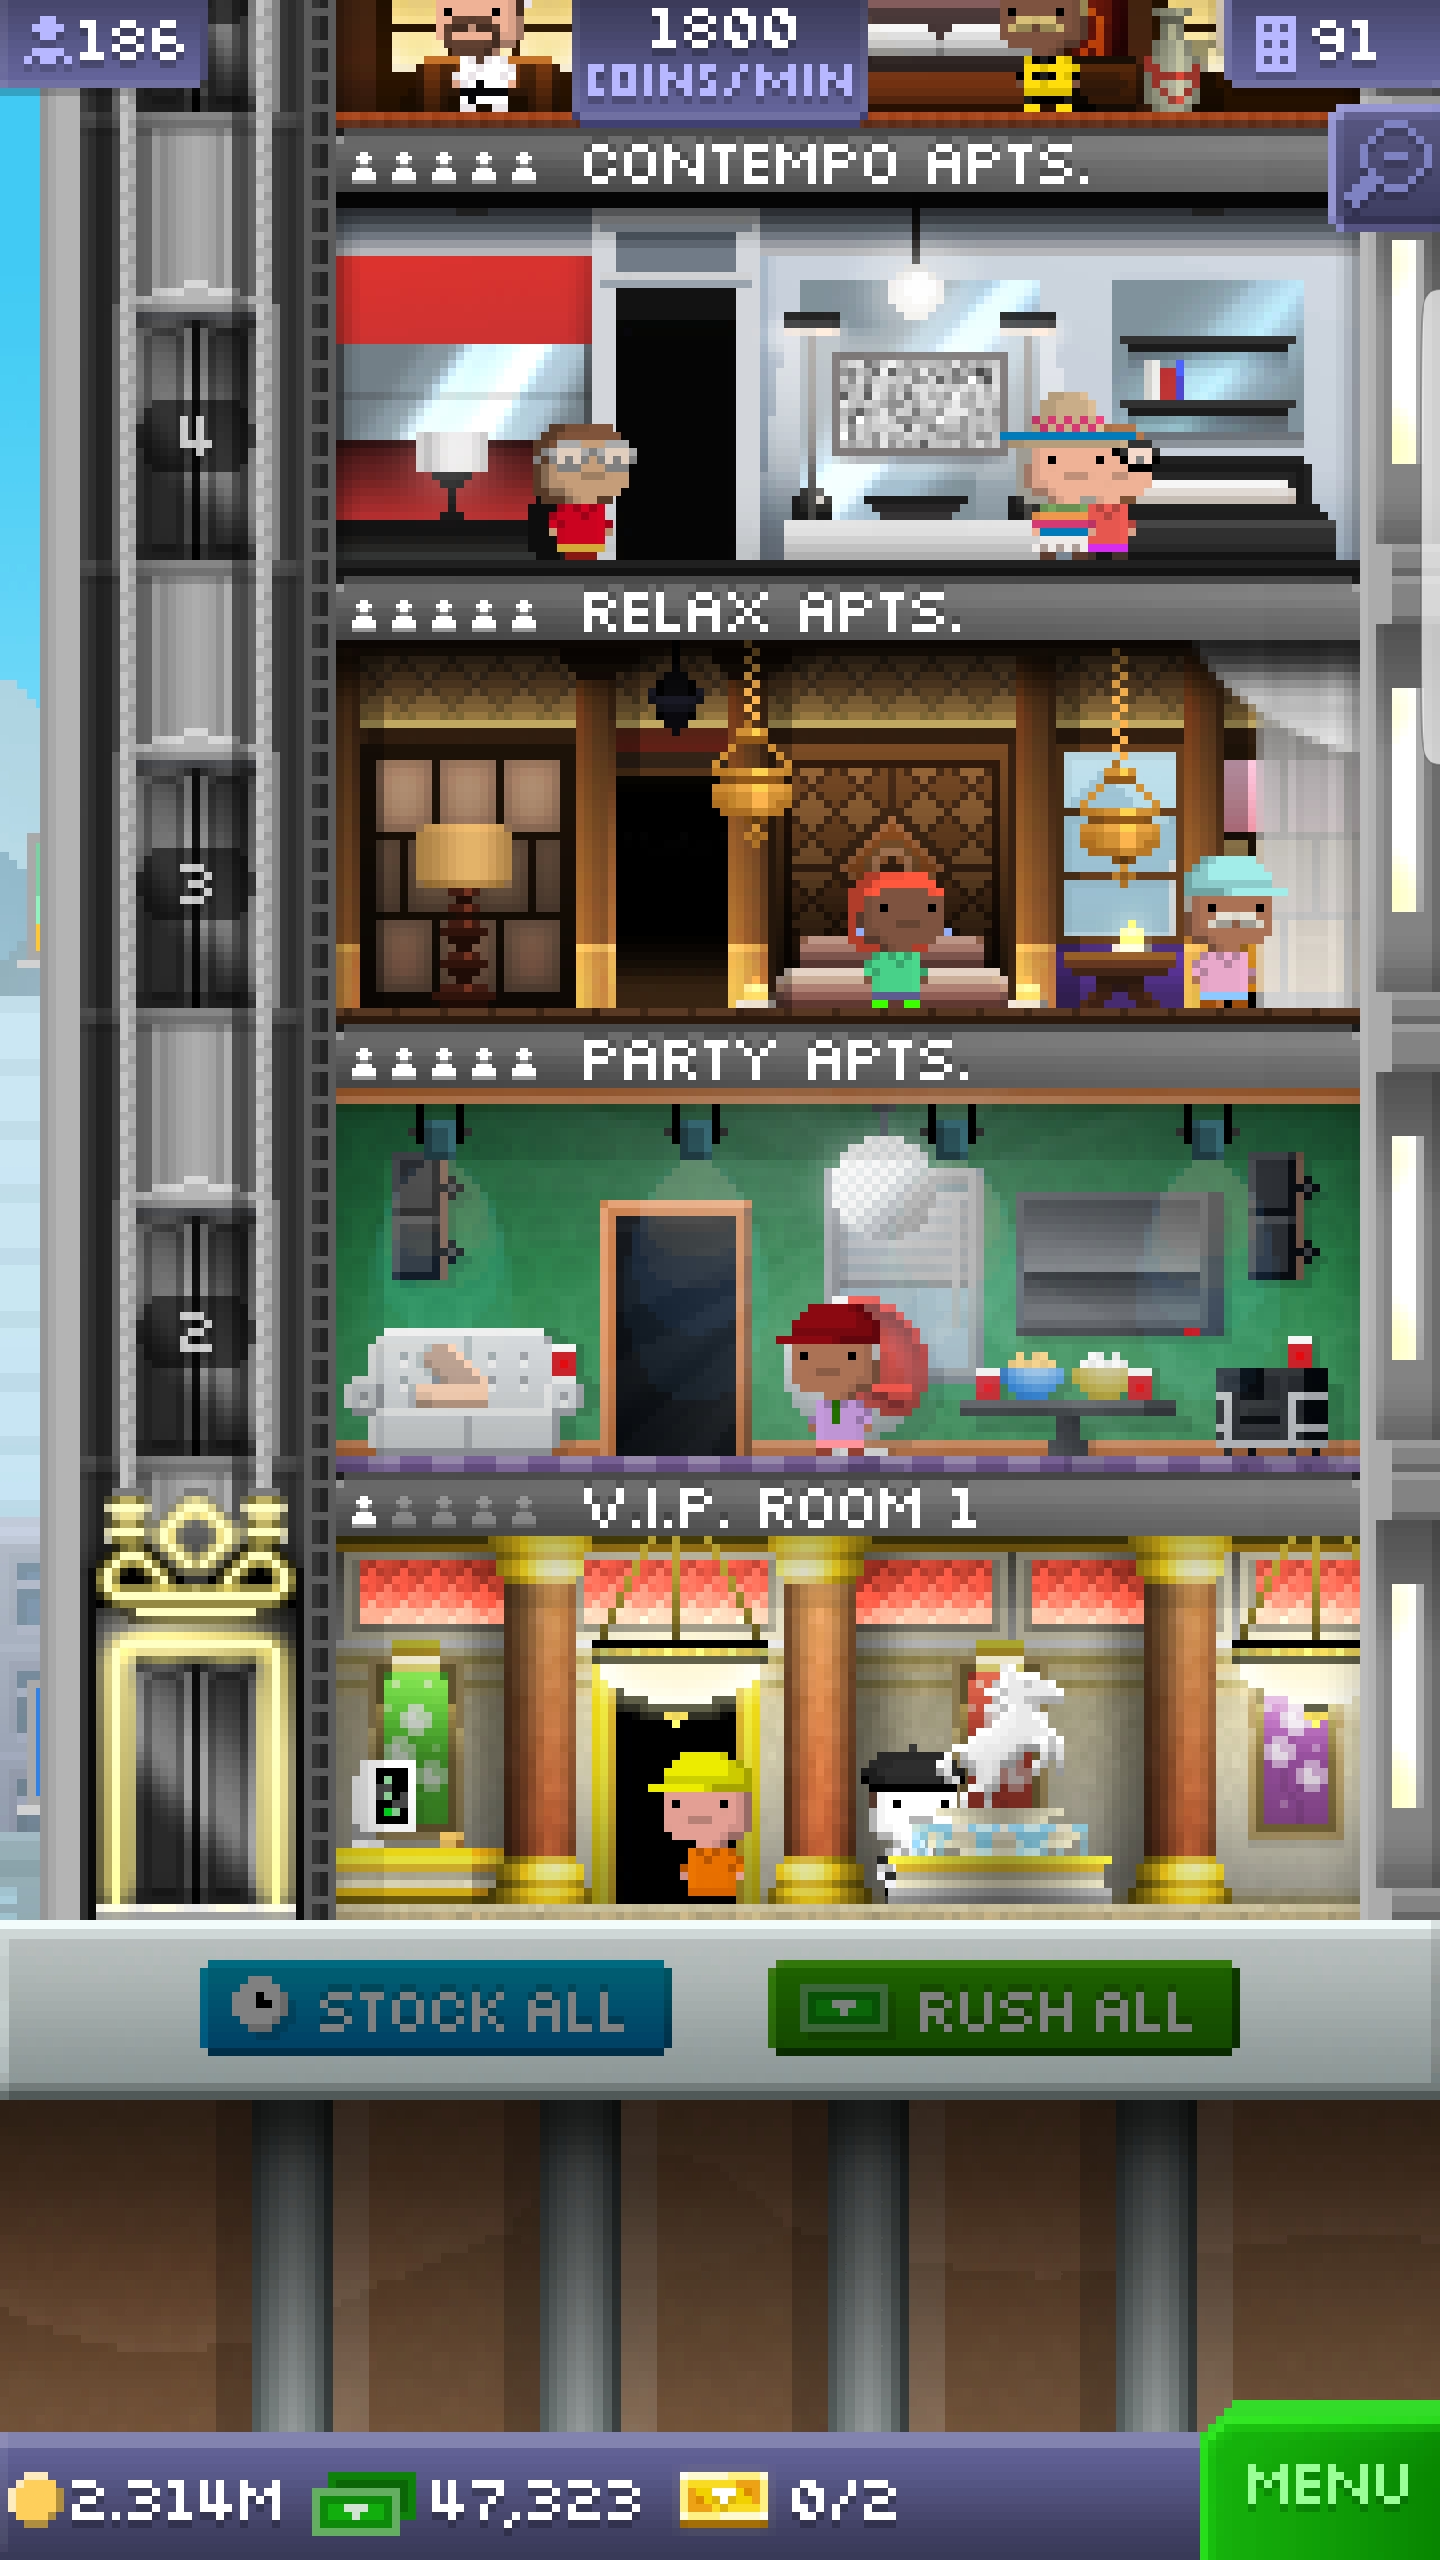 186
1800
COINS/MIN
91
CONTEMPO APTS.
4
RELAX APTS.
3
PARTY APTS.
2
V.I.P. ROOM 1
STOCK ALL
RUSH ALL
2.314M
47,323
0/2
MENU